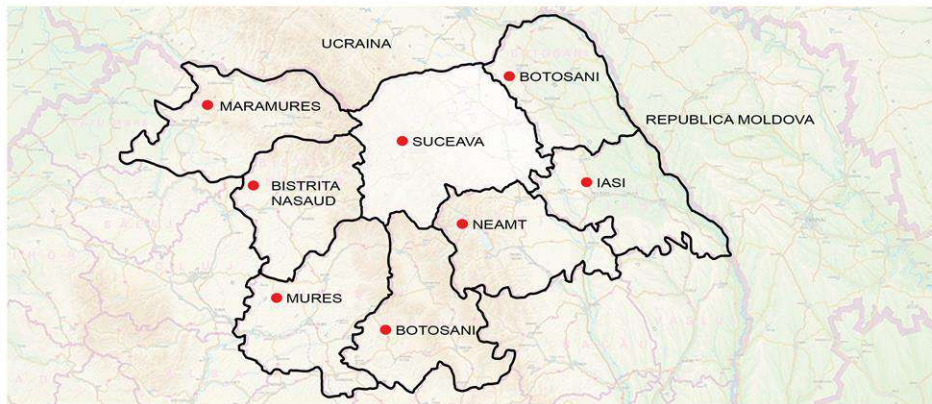 UCRAINA
BOTOSANI
MARAMURES
REPUBLICA MOLDOVA
SUCEAVA
BISTRITA
NASAUD
IASI
NEAMT
MURES
BOTOSANI